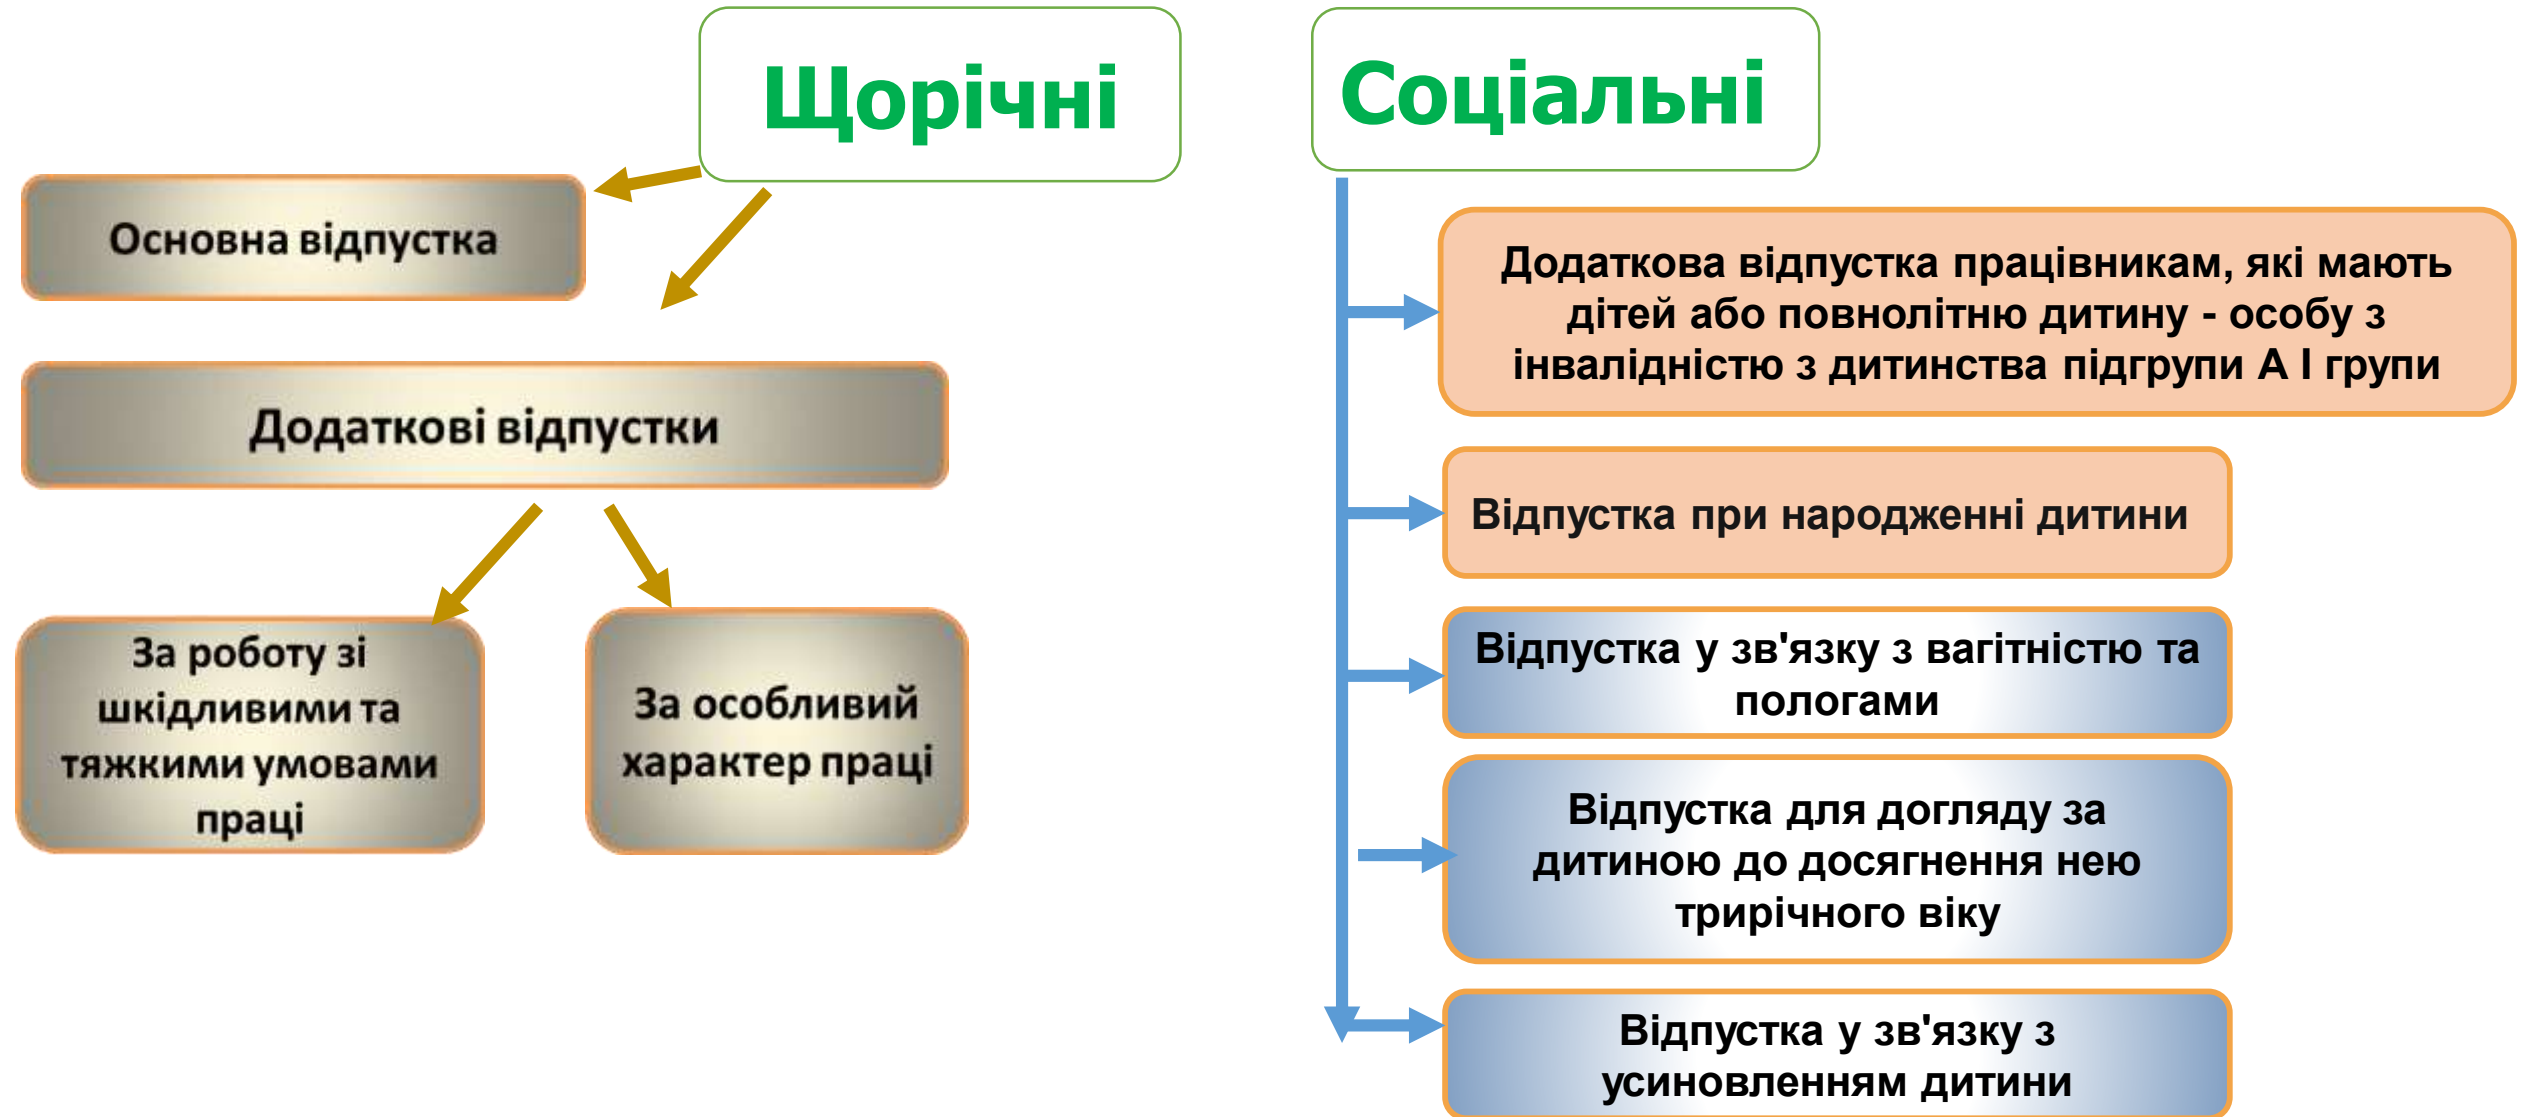 Щорічні
Основна відпустка
Додаткові відпустки
За роботу зі
шкідливими та
тяжкими умовами
праці
За особливий
характер праці
Соціальні
Додаткова відпустка працівникам, які мають
дітей або повнолітню дитину - особу з
інвалідністю з дитинства підгрупи А І групи
Відпустка при народженні дитини
Відпустка у зв'язку з вагітністю та
пологами
Відпустка для догляду за
дитиною до досягнення нею
трирічного віку
Відпустка у зв'язку з
усиновленням дитини